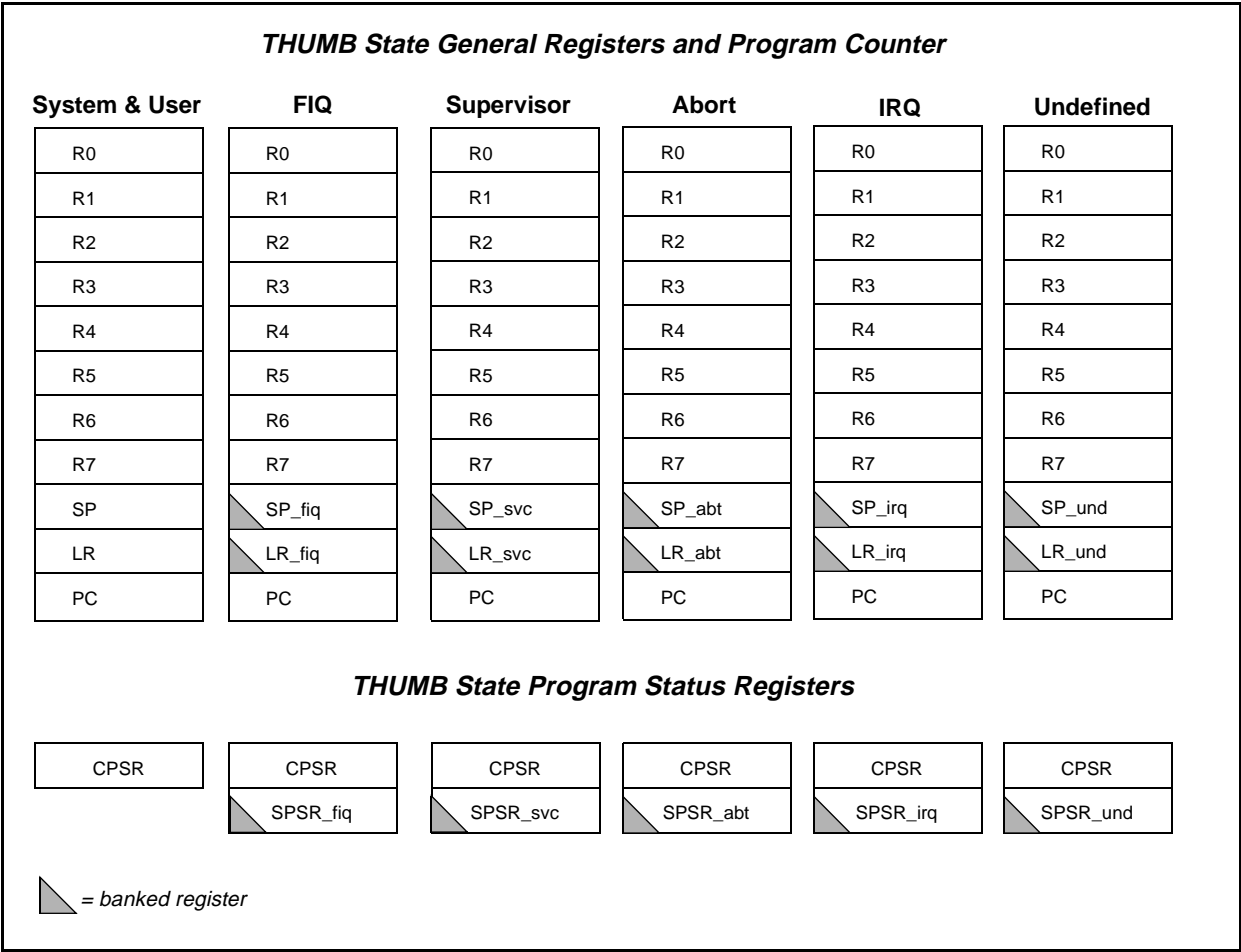 THUMB State General Registers and Program Counter
System & User FIQ Supervisor Abort IRQ Undefined
R0 R0 R0 R0 R0 R0
R1 R1 R1 R1 R1 R1
R2 R2 R2 R2 R2 R2
R3 R3 R3 R3 R3 R3
R4 R4 R4 R4 R4 R4
R5 R5 R5 R5 R5 R5
R6 R6 R6 R6 R6 R6
R7 R7 R7 R7 R7 R7
SP SP_fiq SP_svc SP_abt SP_irq SP_und
LR LR_fiq LR_svc LR_abt LR_irq LR_und
PC PC PC PC PC PC
THUMB State Program Status Registers
CPSR CPSR CPSR CPSR CPSR CPSR
SPSR_fiq SPSR_svc SPSR_abt SPSR_irq SPSR_und
= banked register